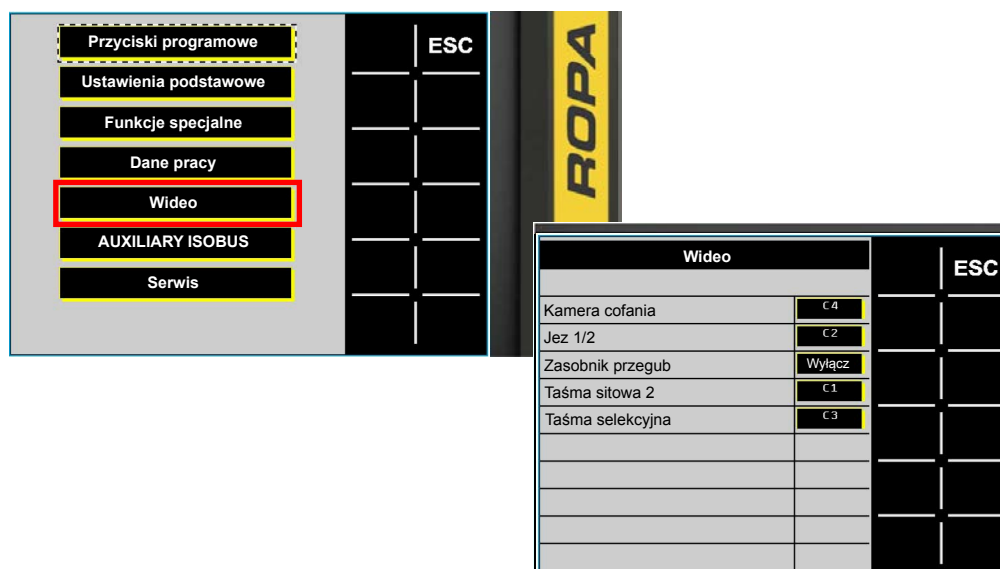 Przyciski programowe
ESC
Ustawienia podstawowe
Funkcje specjalne
Dane pracy
Wideo
AUXILIARY ISOBUS
Serwis
ROPA
Wideo
ESC
Kamera cofania C4
Jez 1/2 C2
Zasobnik przegub Wyłącz
Taśma sitowa 2 C1
Taśma selekcyjna C3